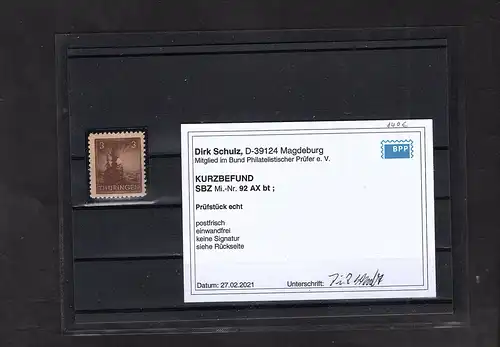 140€
3 3
THÜRINGEN
Dirk Schulz, D-39124 Magdeburg
Mitglied im Bund Philatelistischer Prüfer e. V.
BPP
KURZBEFUND
SBZ Mi.-Nr. 92 AX bt ;
Prüfstück echt
postfrisch
einwandfrei
keine Signatur
siehe Rückseite
Datum: 27.02.2021 Unterschrift: